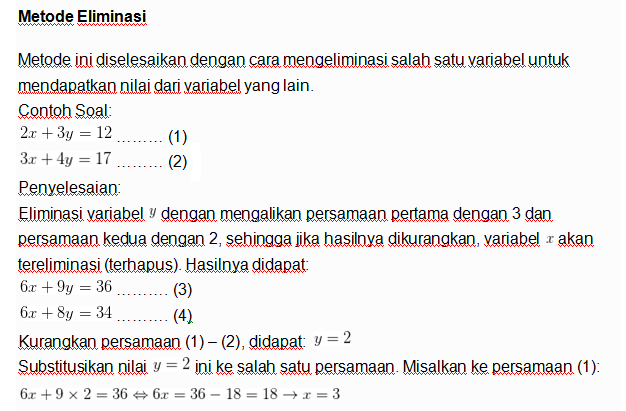 Metode Eliminasi
Metode ini diselesaikan dengan cara mengeliminasi salah satu variabel untuk
mendapatkan nilai dari variabel yang lain.
Contoh Soal:
2x + 3y = 12 ......... (1)
3x + 4y = 17 ......... (2)
Penyelesaian:
Eliminasi variabel y dengan mengalikan persamaan pertama dengan 3 dan
persamaan kedua dengan 2, sehingga jika hasilnya dikurangkan, variabel x akan
tereliminasi (terhapus). Hasilnya didapat:
6x + 9y = 36 .......... (3)
6x + 8y = 34 .......... (4)
Kurangkan persamaan (1) – (2), didapat: y = 2
Substitusikan nilai y = 2 ini ke salah satu persamaan. Misalkan ke persamaan (1):
6x + 9 × 2 = 36 ⇔ 6x = 36 − 18 = 18 → x = 3